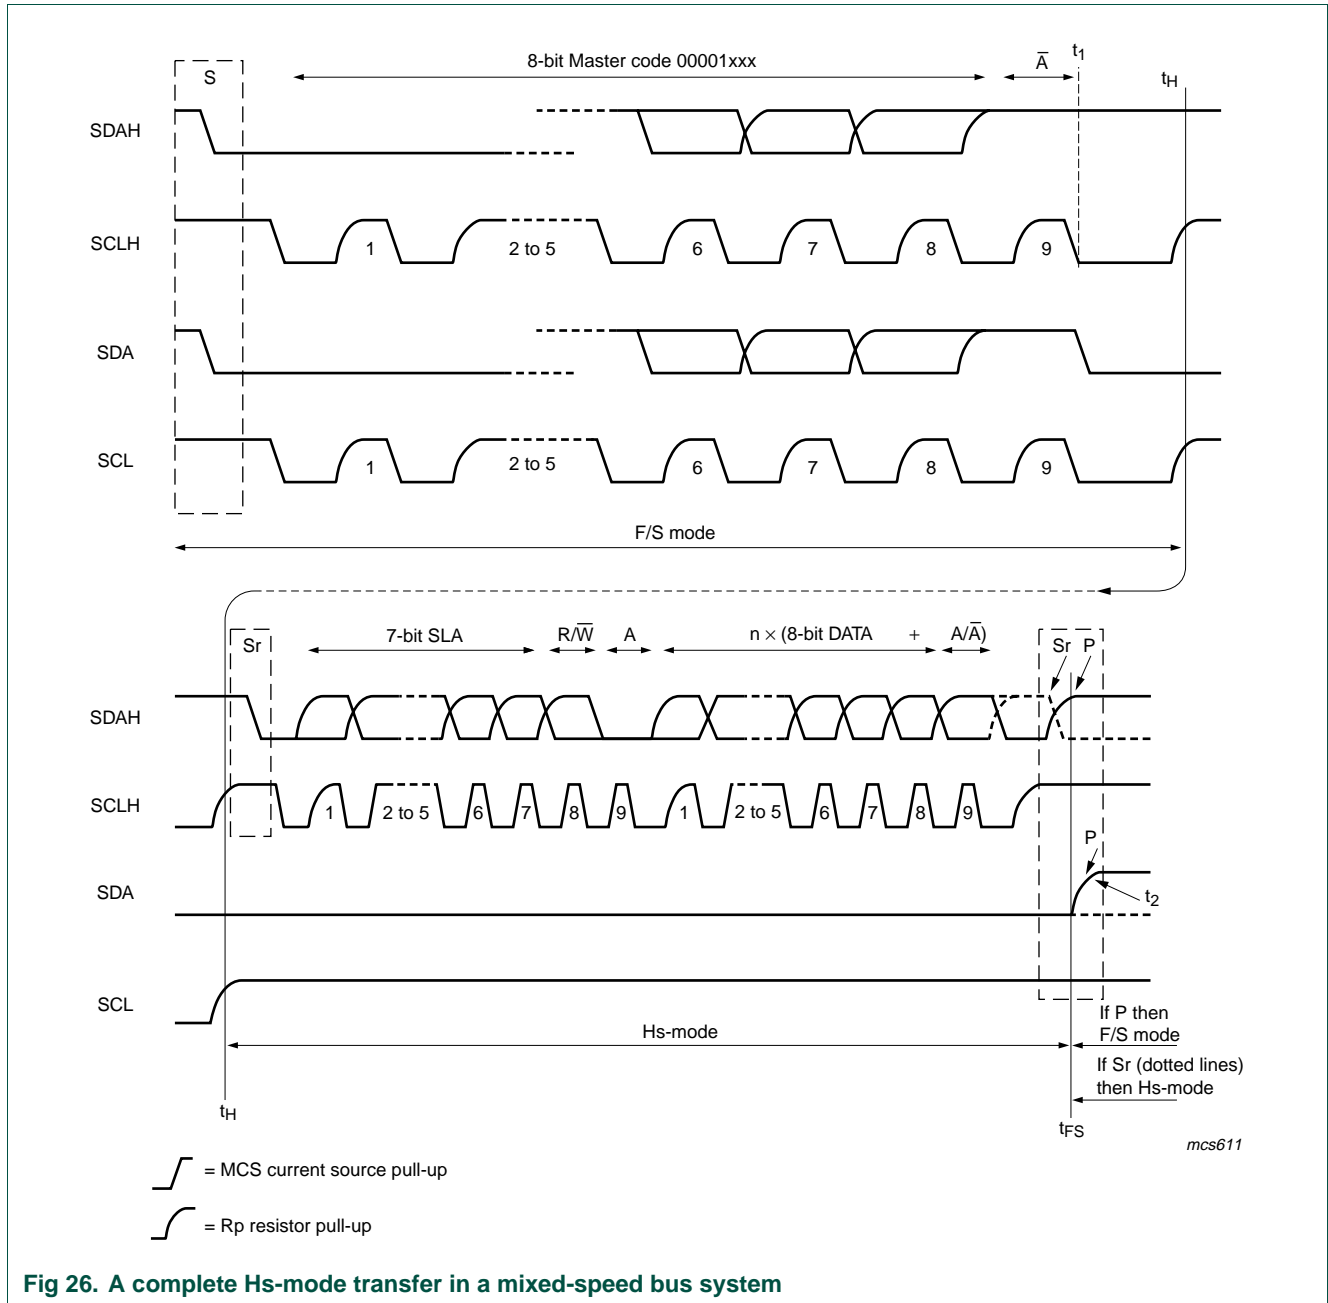 S
8-bit Master code 00001xxx
A̅
t1
tH
SDAH
SCLH
1
2 to 5
6
7
8
9
SDA
SCL
1
2 to 5
6
7
8
9
F/S mode
Sr
7-bit SLA
R/W̅
A
n × (8-bit DATA + A/A̅)
Sr P
SDAH
SCLH
1
2 to 5
6
7
8
9
1
2 to 5
6
7
8
9
P
SDA
t2
SCL
If P then
F/S mode
Hs-mode
If Sr (dotted lines)
then Hs-mode
tH
tFS
mcs611
= MCS current source pull-up
= Rp resistor pull-up
Fig 26. A complete Hs-mode transfer in a mixed-speed bus system